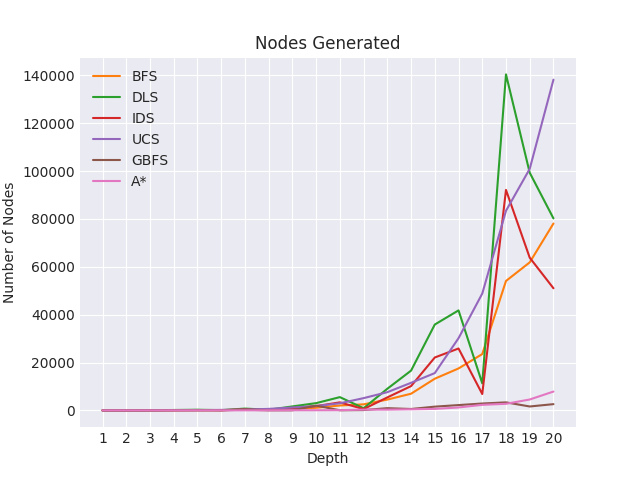 Nodes Generated
BFS
DLS
IDS
UCS
GBFS
A*
Number of Nodes
140000
120000
100000
80000
60000
40000
20000
0
1 2 3 4 5 6 7 8 9 10 11 12 13 14 15 16 17 18 19 20
Depth